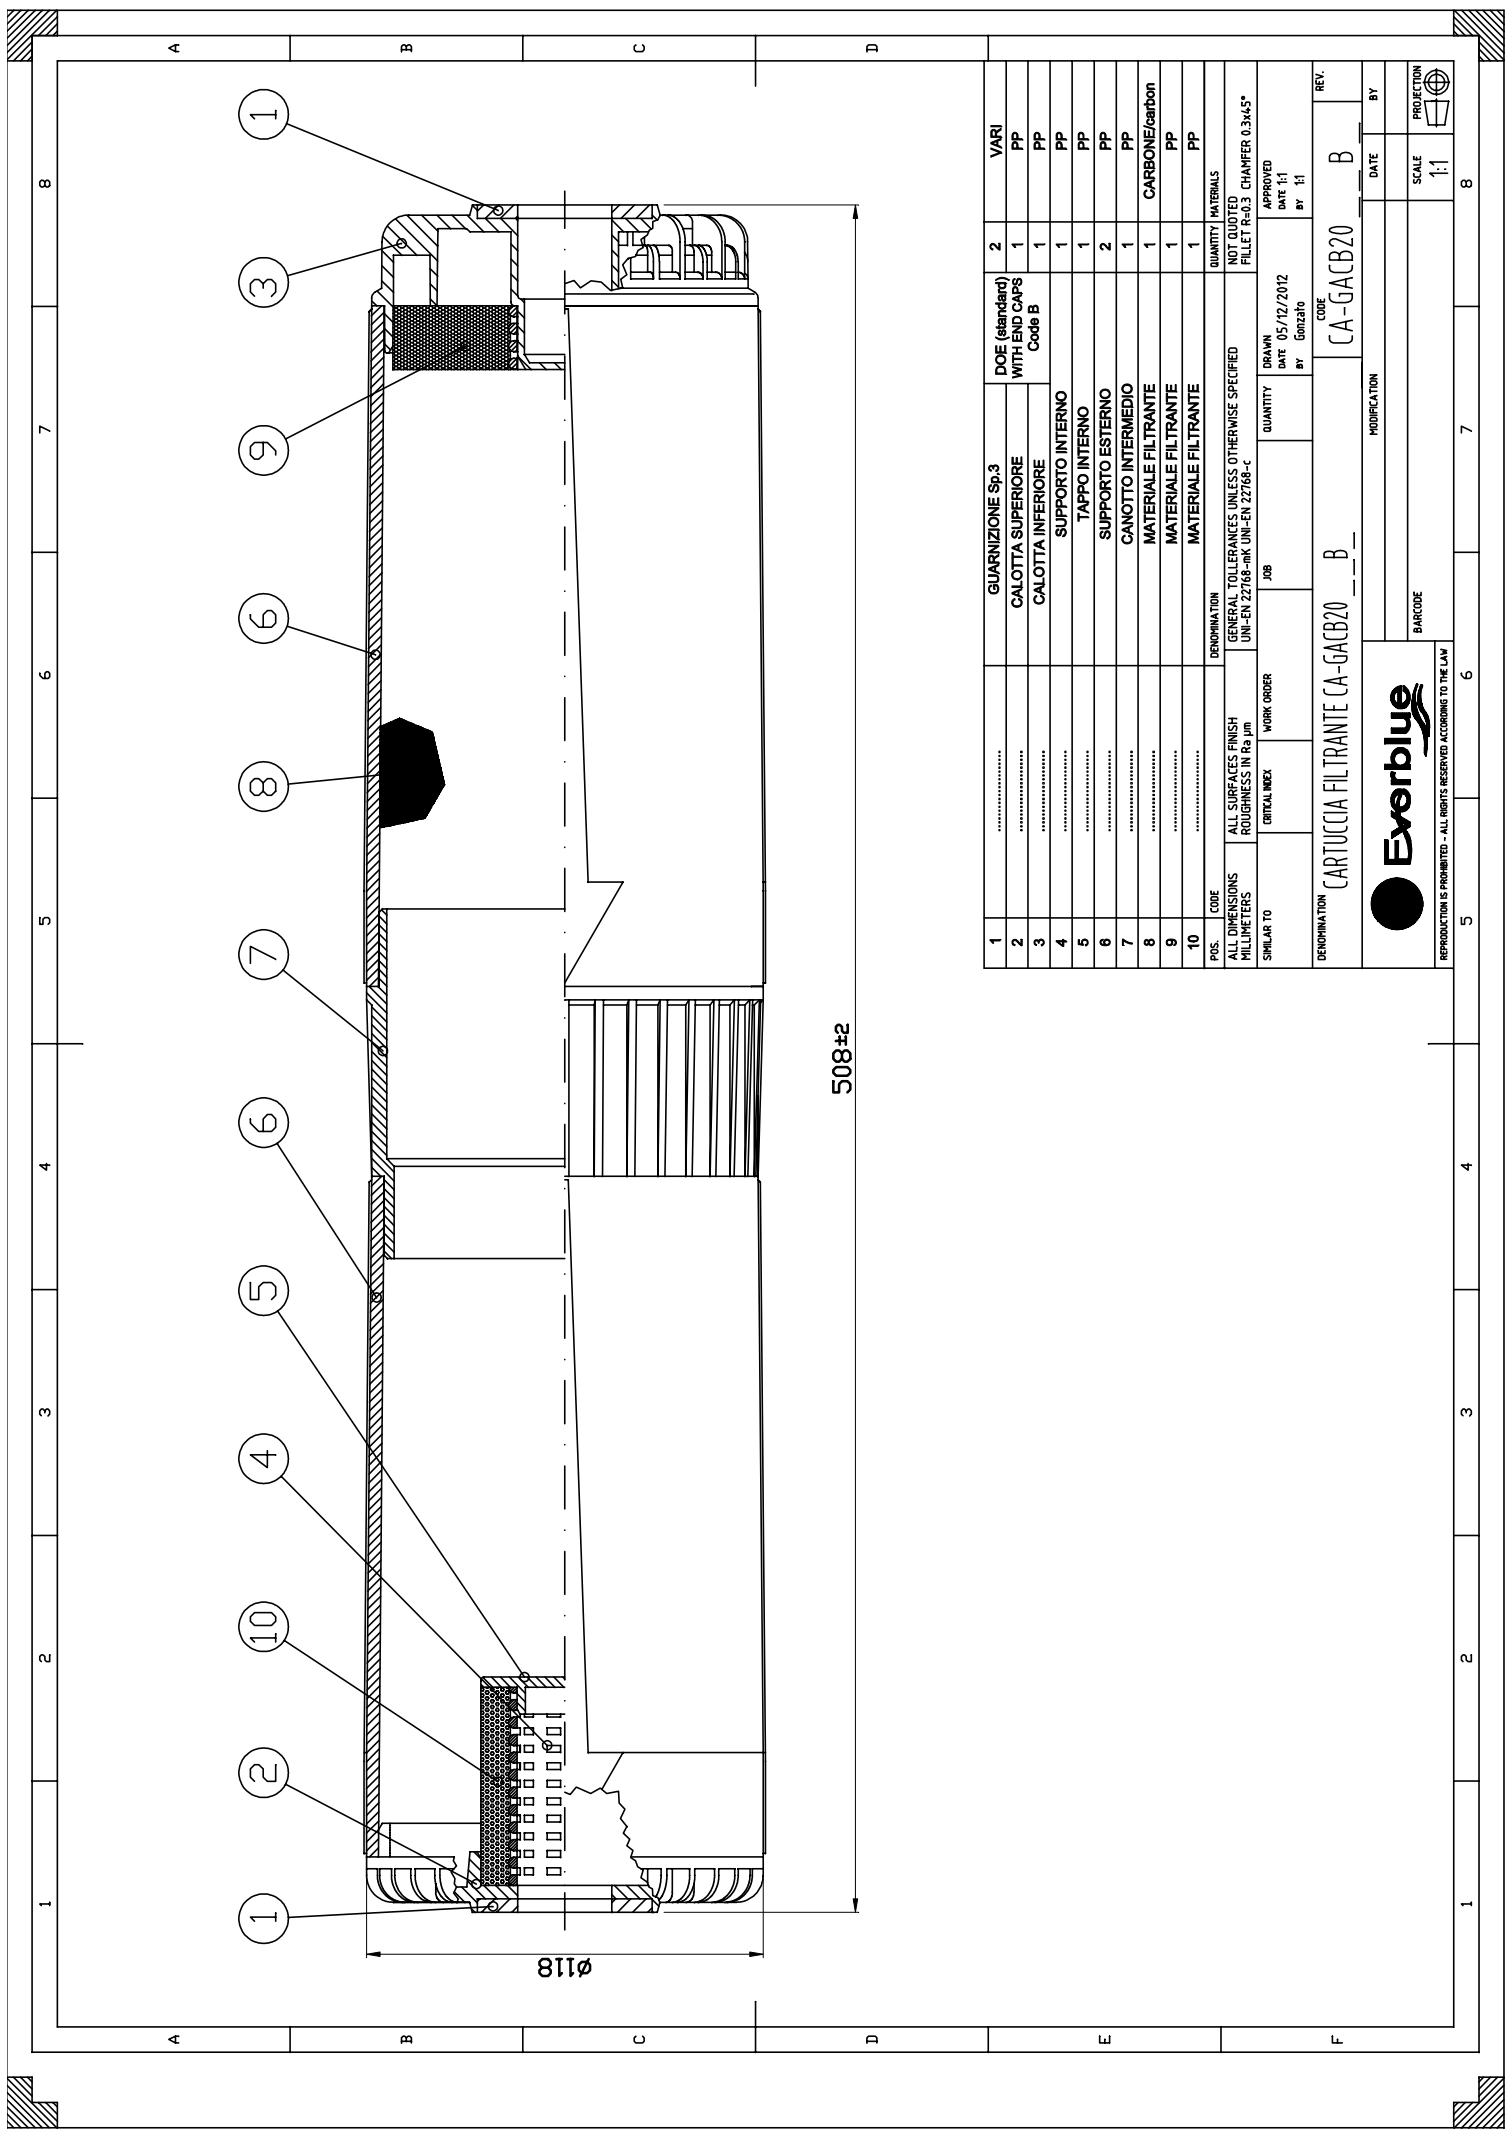 1 2 3 4 5 6 7 8
A
B
C
D
E
F
1
2
10
4
5
6
7
8
6
9
3
1
ø118
508±2
1 .................... GUARNIZIONE Sp.3 DOE (standard) 2 VARI
2 .................... CALOTTA SUPERIORE WITH END CAPS 1 PP
3 .................... CALOTTA INFERIORE Code B 1 PP
4 .................... SUPPORTO INTERNO 1 PP
5 .................... TAPPO INTERNO 1 PP
6 .................... SUPPORTO ESTERNO 2 PP
7 .................... CANOTTO INTERMEDIO 1 PP
8 .................... MATERIALE FILTRANTE 1 CARBONE/carbon
9 .................... MATERIALE FILTRANTE 1 PP
10 .................... MATERIALE FILTRANTE 1 PP
POS. CODE DENOMINATION QUANTITY MATERIALS
ALL DIMENSIONS
MILLIMETERS
ALL SURFACES FINISH
ROUGHNESS IN Ra µm
GENERAL TOLLERANCES UNLESS OTHERWISE SPECIFIED
UNI-EN 22768-mK UNI-EN 22768-c
NOT QUOTED
FILLET R=0.3 CHAMFER 0.3x45°
SIMILAR TO
CRITICAL INDEX
WORK ORDER
JOB
QUANTITY
DRAWN
DATE 05/12/2012
BY Gonzato
APPROVED
DATE 1:1
BY 1:1
DENOMINATION
CARTUCCIA FILTRANTE CA-GACB20 _ _ B _ _ _
CODE
CA-GACB20 _ _ B _
REV.
Everblue
MODIFICATION
DATE
BY
BARCODE
SCALE
1:1
PROJECTION
REPRODUCTION IS PROHIBITED - ALL RIGHTS RESERVED ACCORDING TO THE LAW
1 2 3 4 5 6 7 8
A
B
C
D